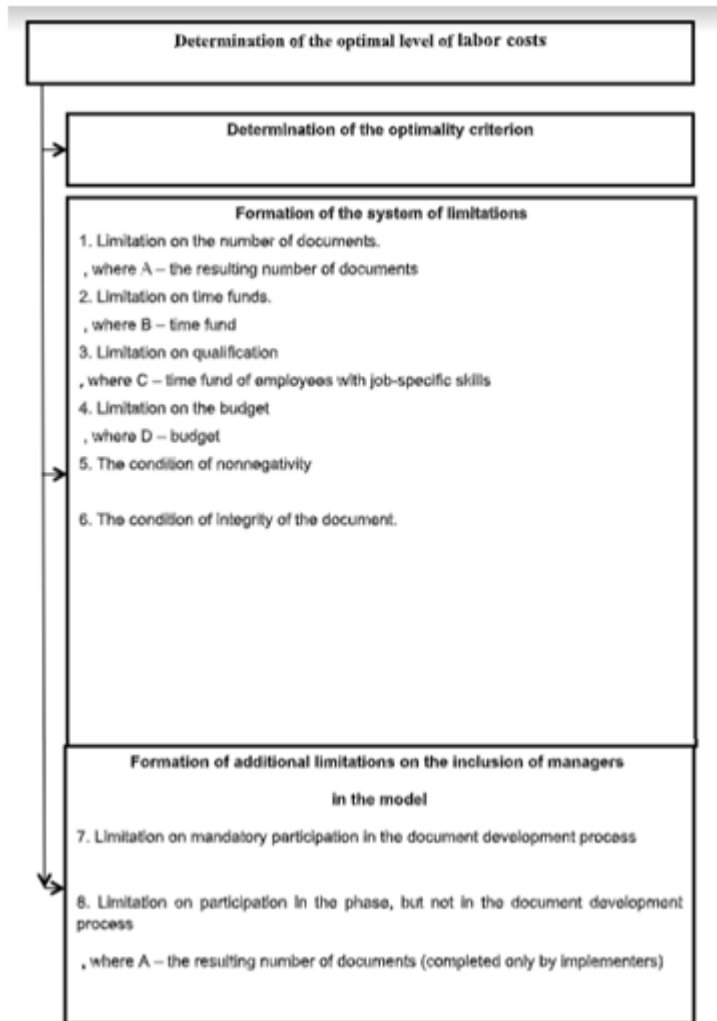 Determination of the optimal level of labor costs
Determination of the optimality criterion
Formation of the system of limitations
1. Limitation on the number of documents.
, where A – the resulting number of documents
2. Limitation on time funds.
, where B – time fund
3. Limitation on qualification
, where C – time fund of employees with job-specific skills
4. Limitation on the budget
, where D – budget
5. The condition of nonnegativity
6. The condition of integrity of the document.
Formation of additional limitations on the inclusion of managers
in the model
7. Limitation on mandatory participation in the document development process
8. Limitation on participation in the phase, but not in the document development
process
, where A – the resulting number of documents (completed only by implementers)